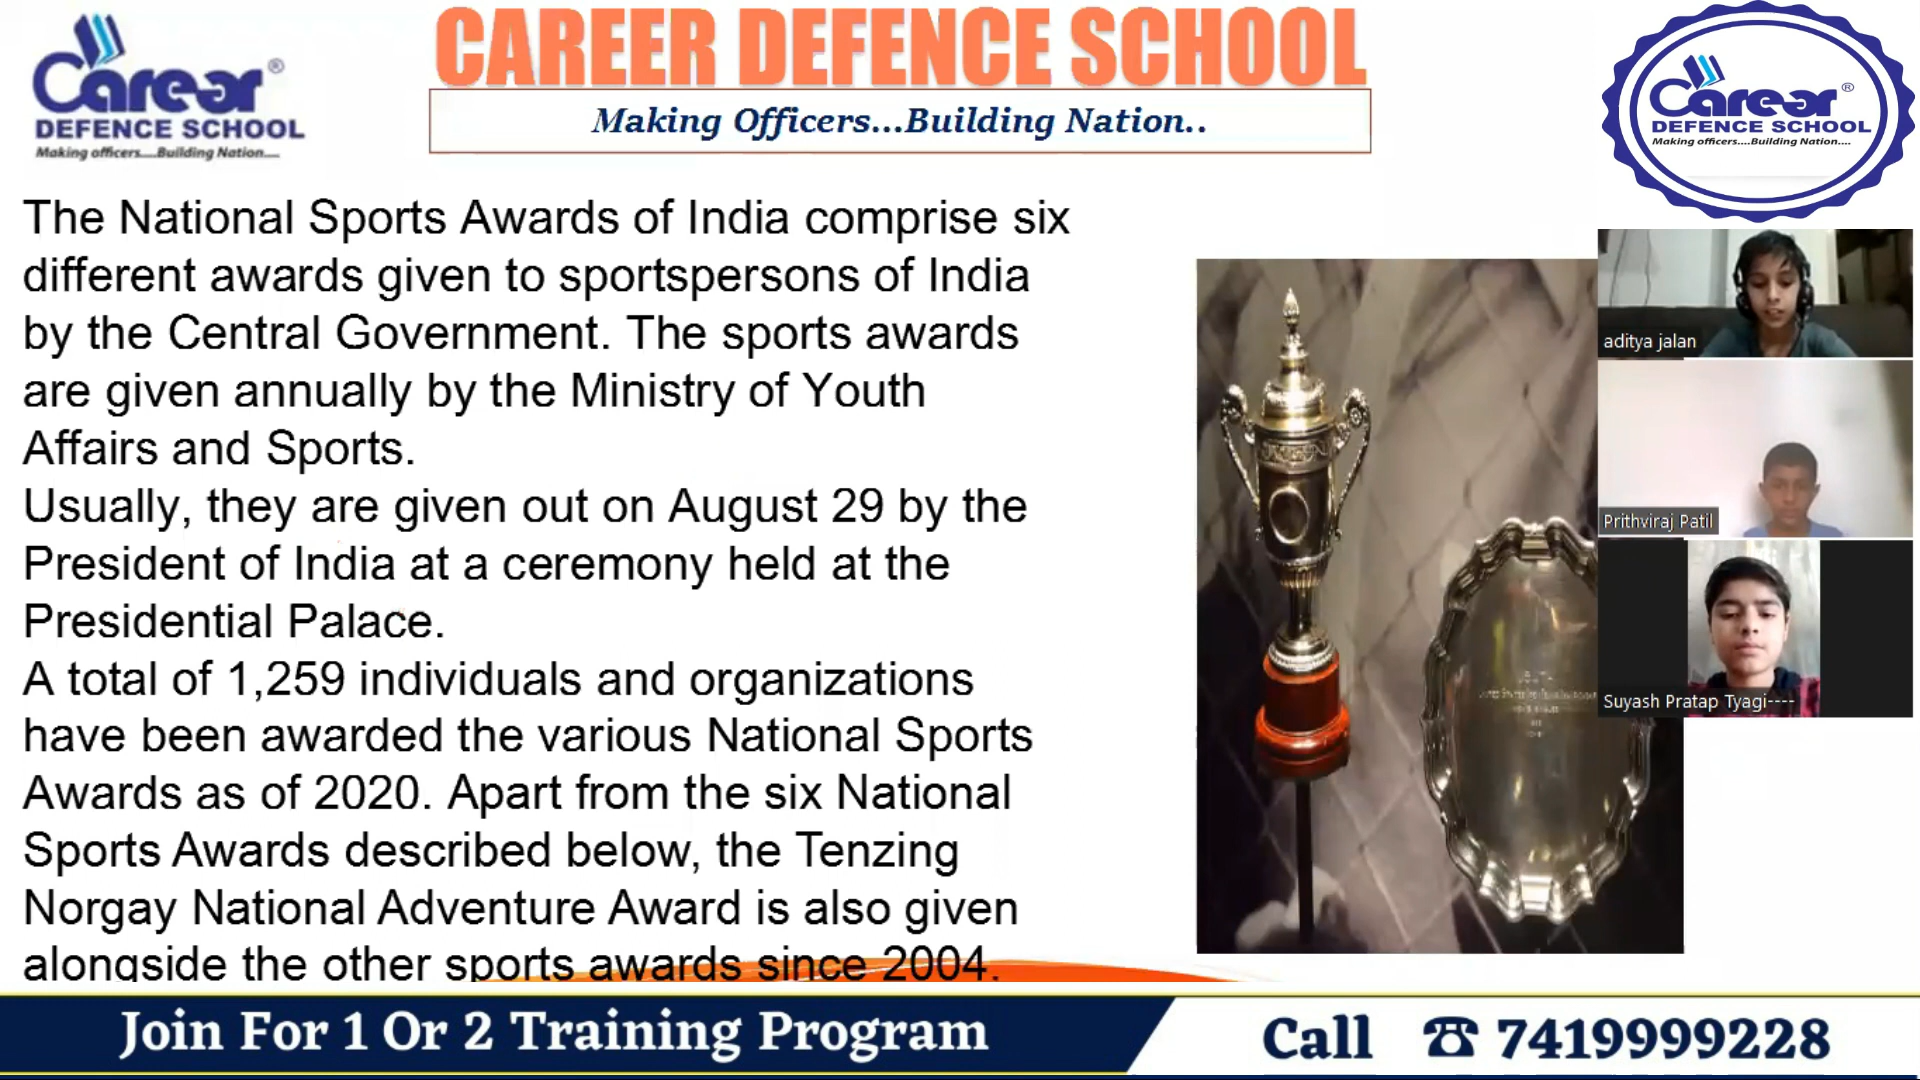 Carear®
DEFENCE SCHOOL
Making officers....Building Nation....
CAREER DEFENCE SCHOOL
Making Officers...Building Nation..
Carear®
DEFENCE SCHOOL
Making officers....Building Nation....
The National Sports Awards of India comprise six
different awards given to sportspersons of India
by the Central Government. The sports awards
are given annually by the Ministry of Youth
Affairs and Sports.
Usually, they are given out on August 29 by the
President of India at a ceremony held at the
Presidential Palace.
A total of 1,259 individuals and organizations
have been awarded the various National Sports
Awards as of 2020. Apart from the six National
Sports Awards described below, the Tenzing
Norgay National Adventure Award is also given
alongside the other sports awards since 2004.
aditya jalan
Prithviraj Patil
Suyash Pratap Tyagi----
Join For 1 Or 2 Training Program
Call ☎ 7419999228